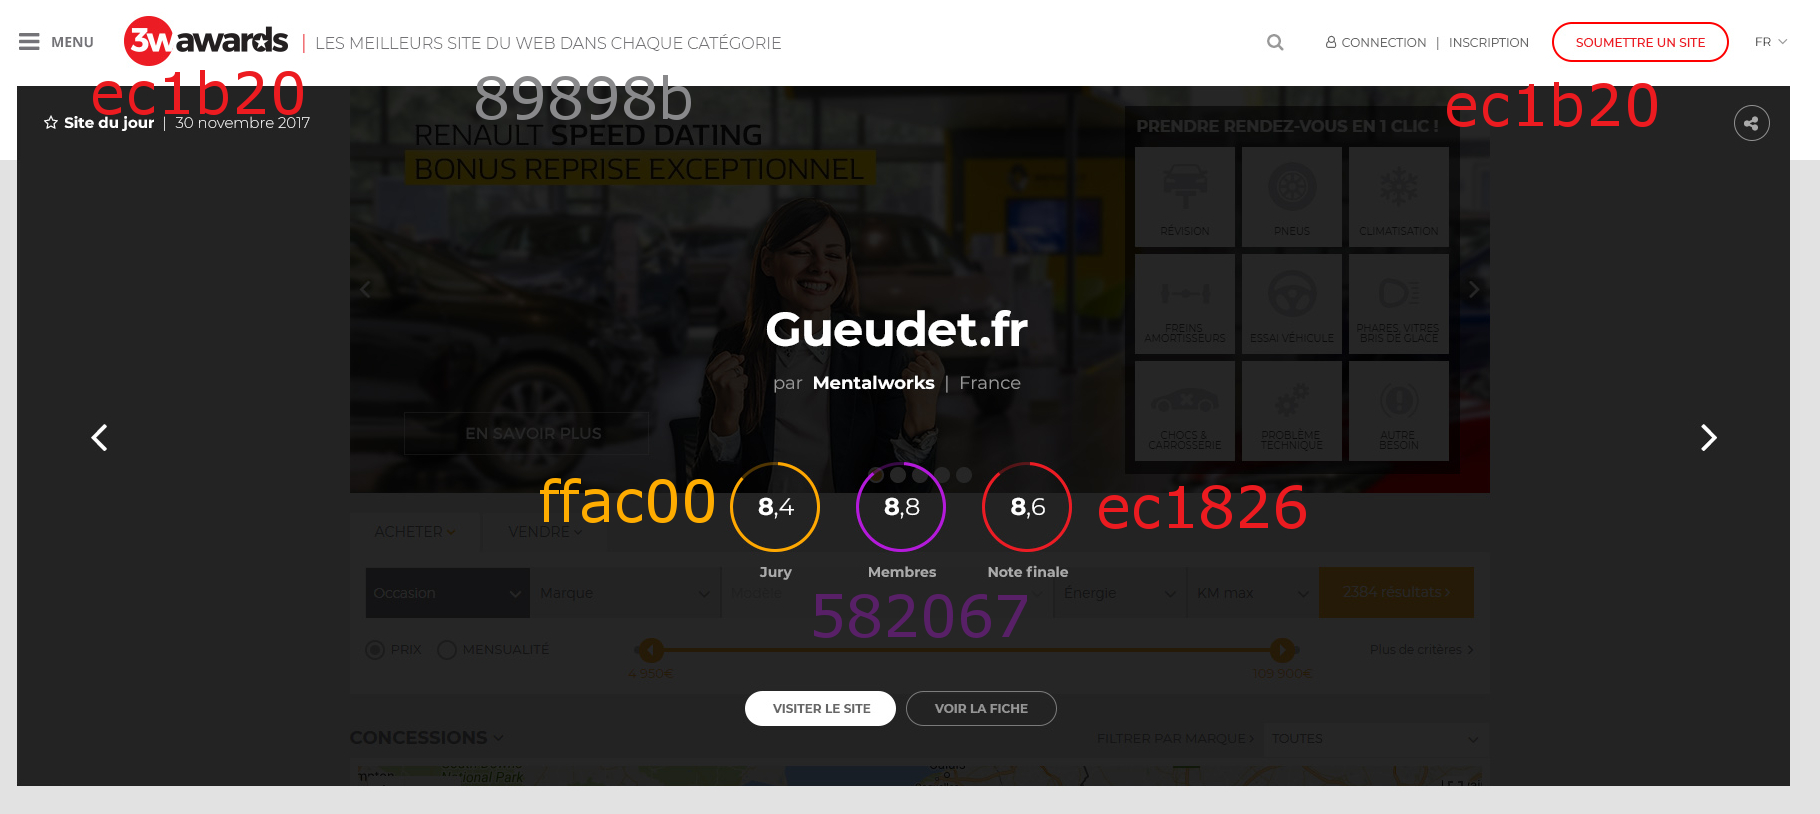 MENU
3w awards | LES MEILLEURS SITE DU WEB DANS CHAQUE CATÉGORIE
CONNECTION | INSCRIPTION
SOUMETTRE UN SITE
FR
ec1b20
89898b
ec1b20
Site du jour | 30 novembre 2017
RENAULT SPEED DATING
BONUS REPRISE EXCEPTIONNEL
PRENDRE RENDEZ-VOUS EN 1 CLIC !
RÉVISION
PNEUS
CLIMATISATION
FREINS
AMORTISSEURS
ESSAI VÉHICULE
PHARES, VITRES
BRIS DE GLACE
CHOCS &
CARROSSERIE
PROBLÈME
TECHNIQUE
AUTRE
BESOIN
Gueudet.fr
par Mentalworks | France
EN SAVOIR PLUS
ffac00
8,4
8,8
8,6
ec1826
Jury
Membres
Note finale
582067
ACHETER
VENDRE
Occasion
Marque
Modèle
Énergie
KM max
2384 résultats
PRIX
MENSUALITÉ
4 950€
109 900€
Plus de critères
VISITER LE SITE
VOIR LA FICHE
CONCESSIONS
FILTRER PAR MARQUE
TOUTES
National Park
Calais